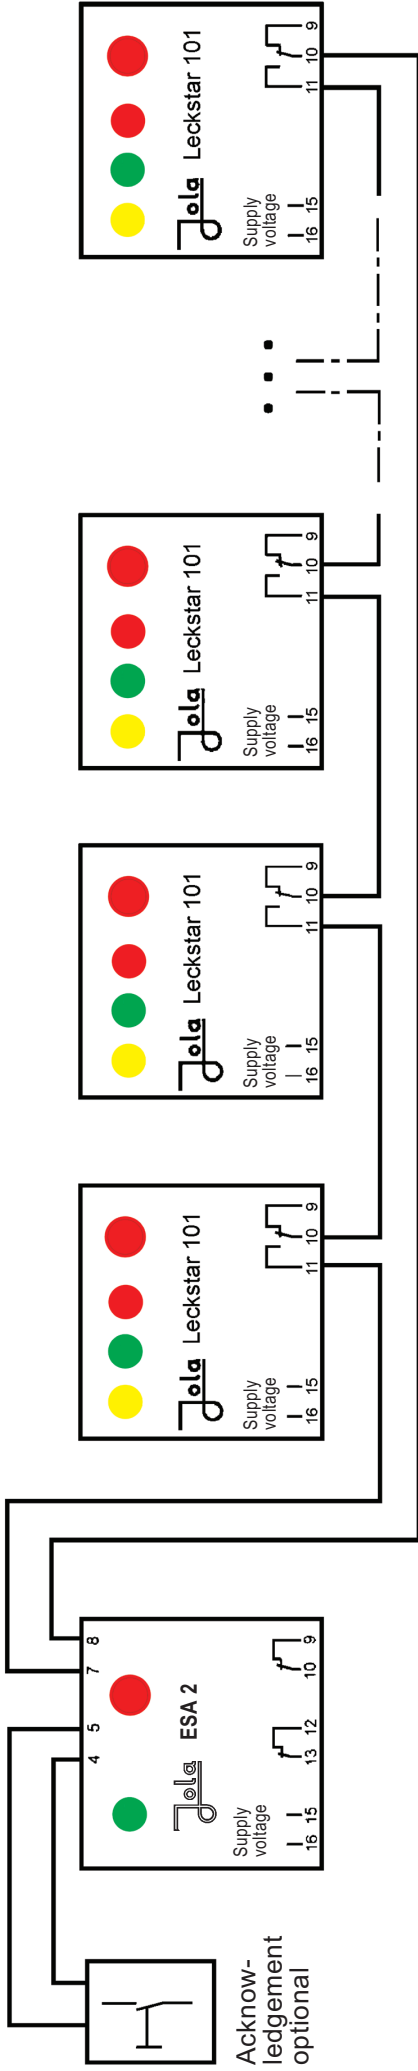 Acknow-
ledgement
optional
4 5 7 8
Jola ESA 2
Supply
voltage
16 15 13 12 10 9
Jola Leckstar 101
Supply
voltage
16 15 11 10 9
Jola Leckstar 101
Supply
voltage
16 15 11 10 9
Jola Leckstar 101
Supply
voltage
16 15 11 10 9
Jola Leckstar 101
Supply
voltage
16 15 11 10 9